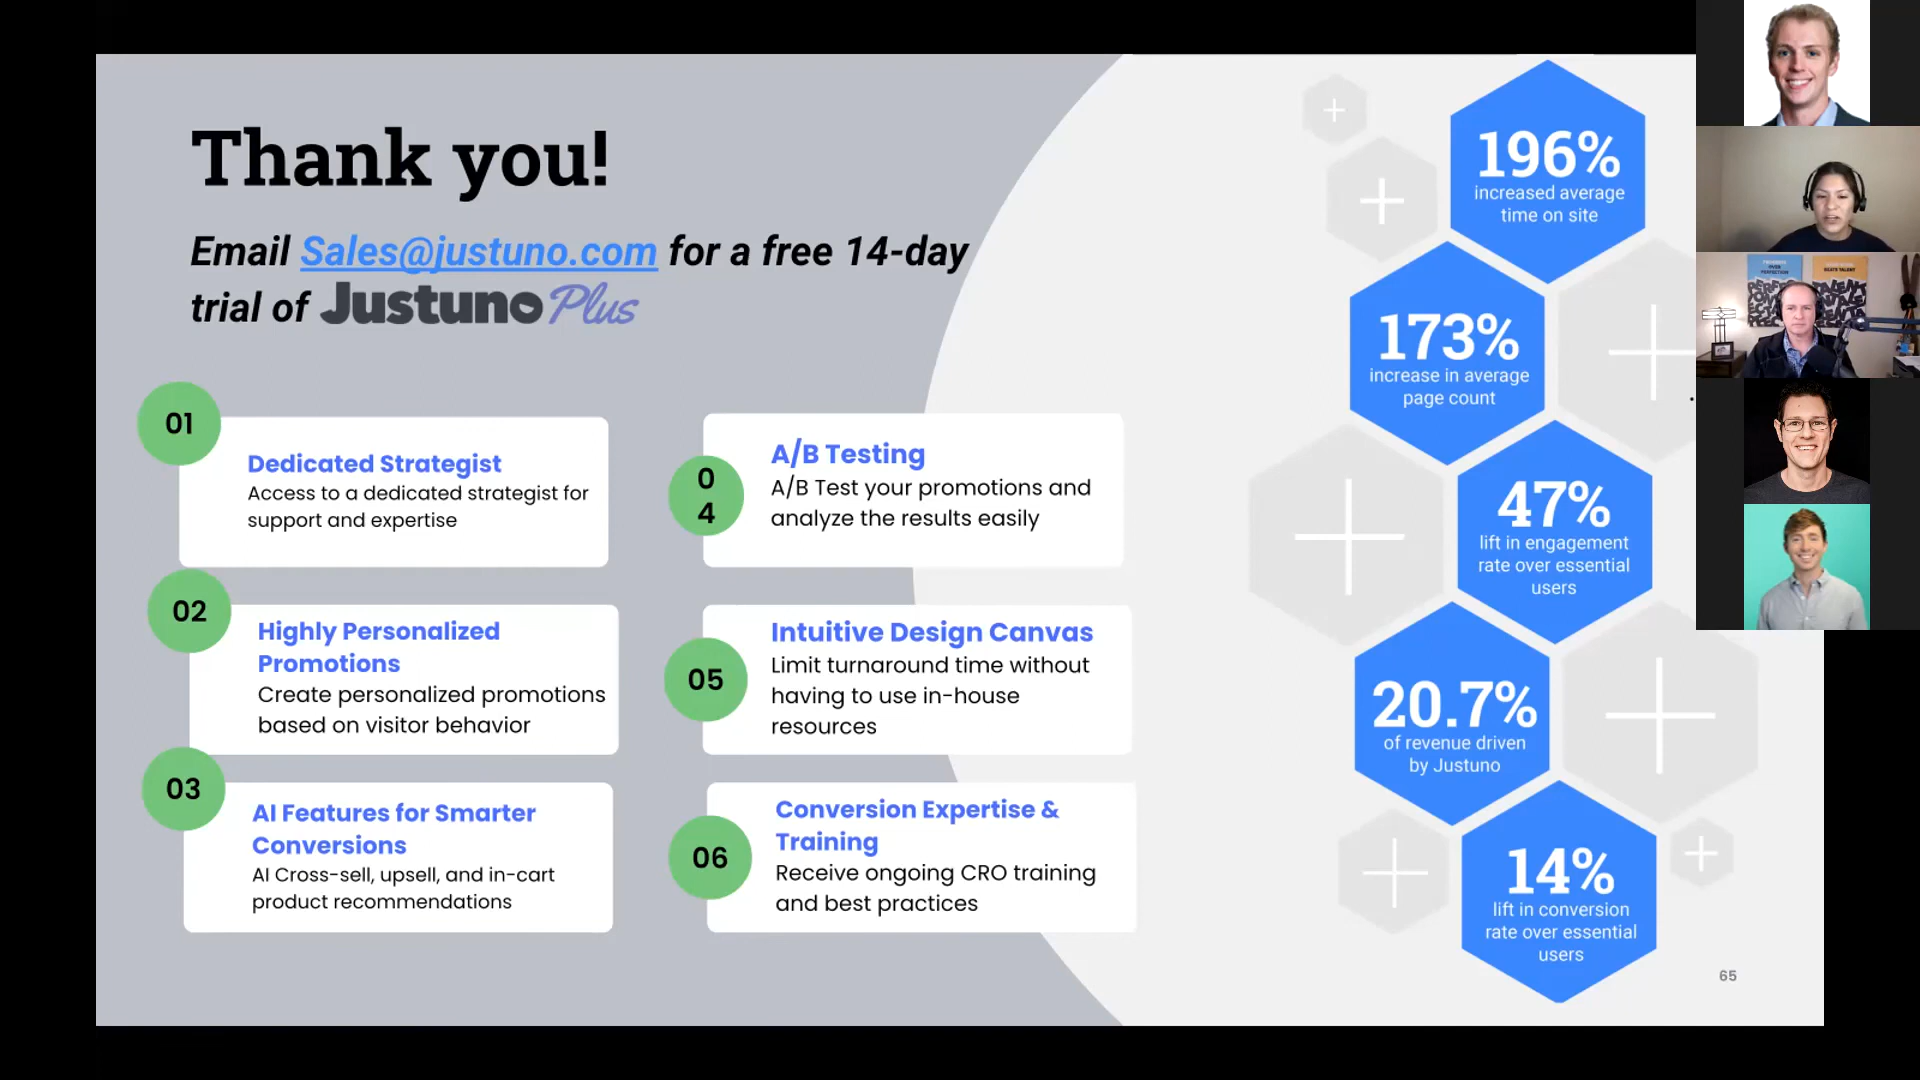 Thank you!
Email Sales@justuno.com for a free 14-day
trial of Justuno Plus
01
Dedicated Strategist
Access to a dedicated strategist for
support and expertise
02
Highly Personalized
Promotions
Create personalized promotions
based on visitor behavior
03
AI Features for Smarter
Conversions
AI Cross-sell, upsell, and in-cart
product recommendations
0
4
A/B Testing
A/B Test your promotions and
analyze the results easily
05
Intuitive Design Canvas
Limit turnaround time without
having to use in-house
resources
06
Conversion Expertise &
Training
Receive ongoing CRO training
and best practices
196%
increased average
time on site
173%
increase in average
page count
47%
lift in engagement
rate over essential
users
20.7%
of revenue driven
by Justuno
14%
lift in conversion
rate over essential
users
65